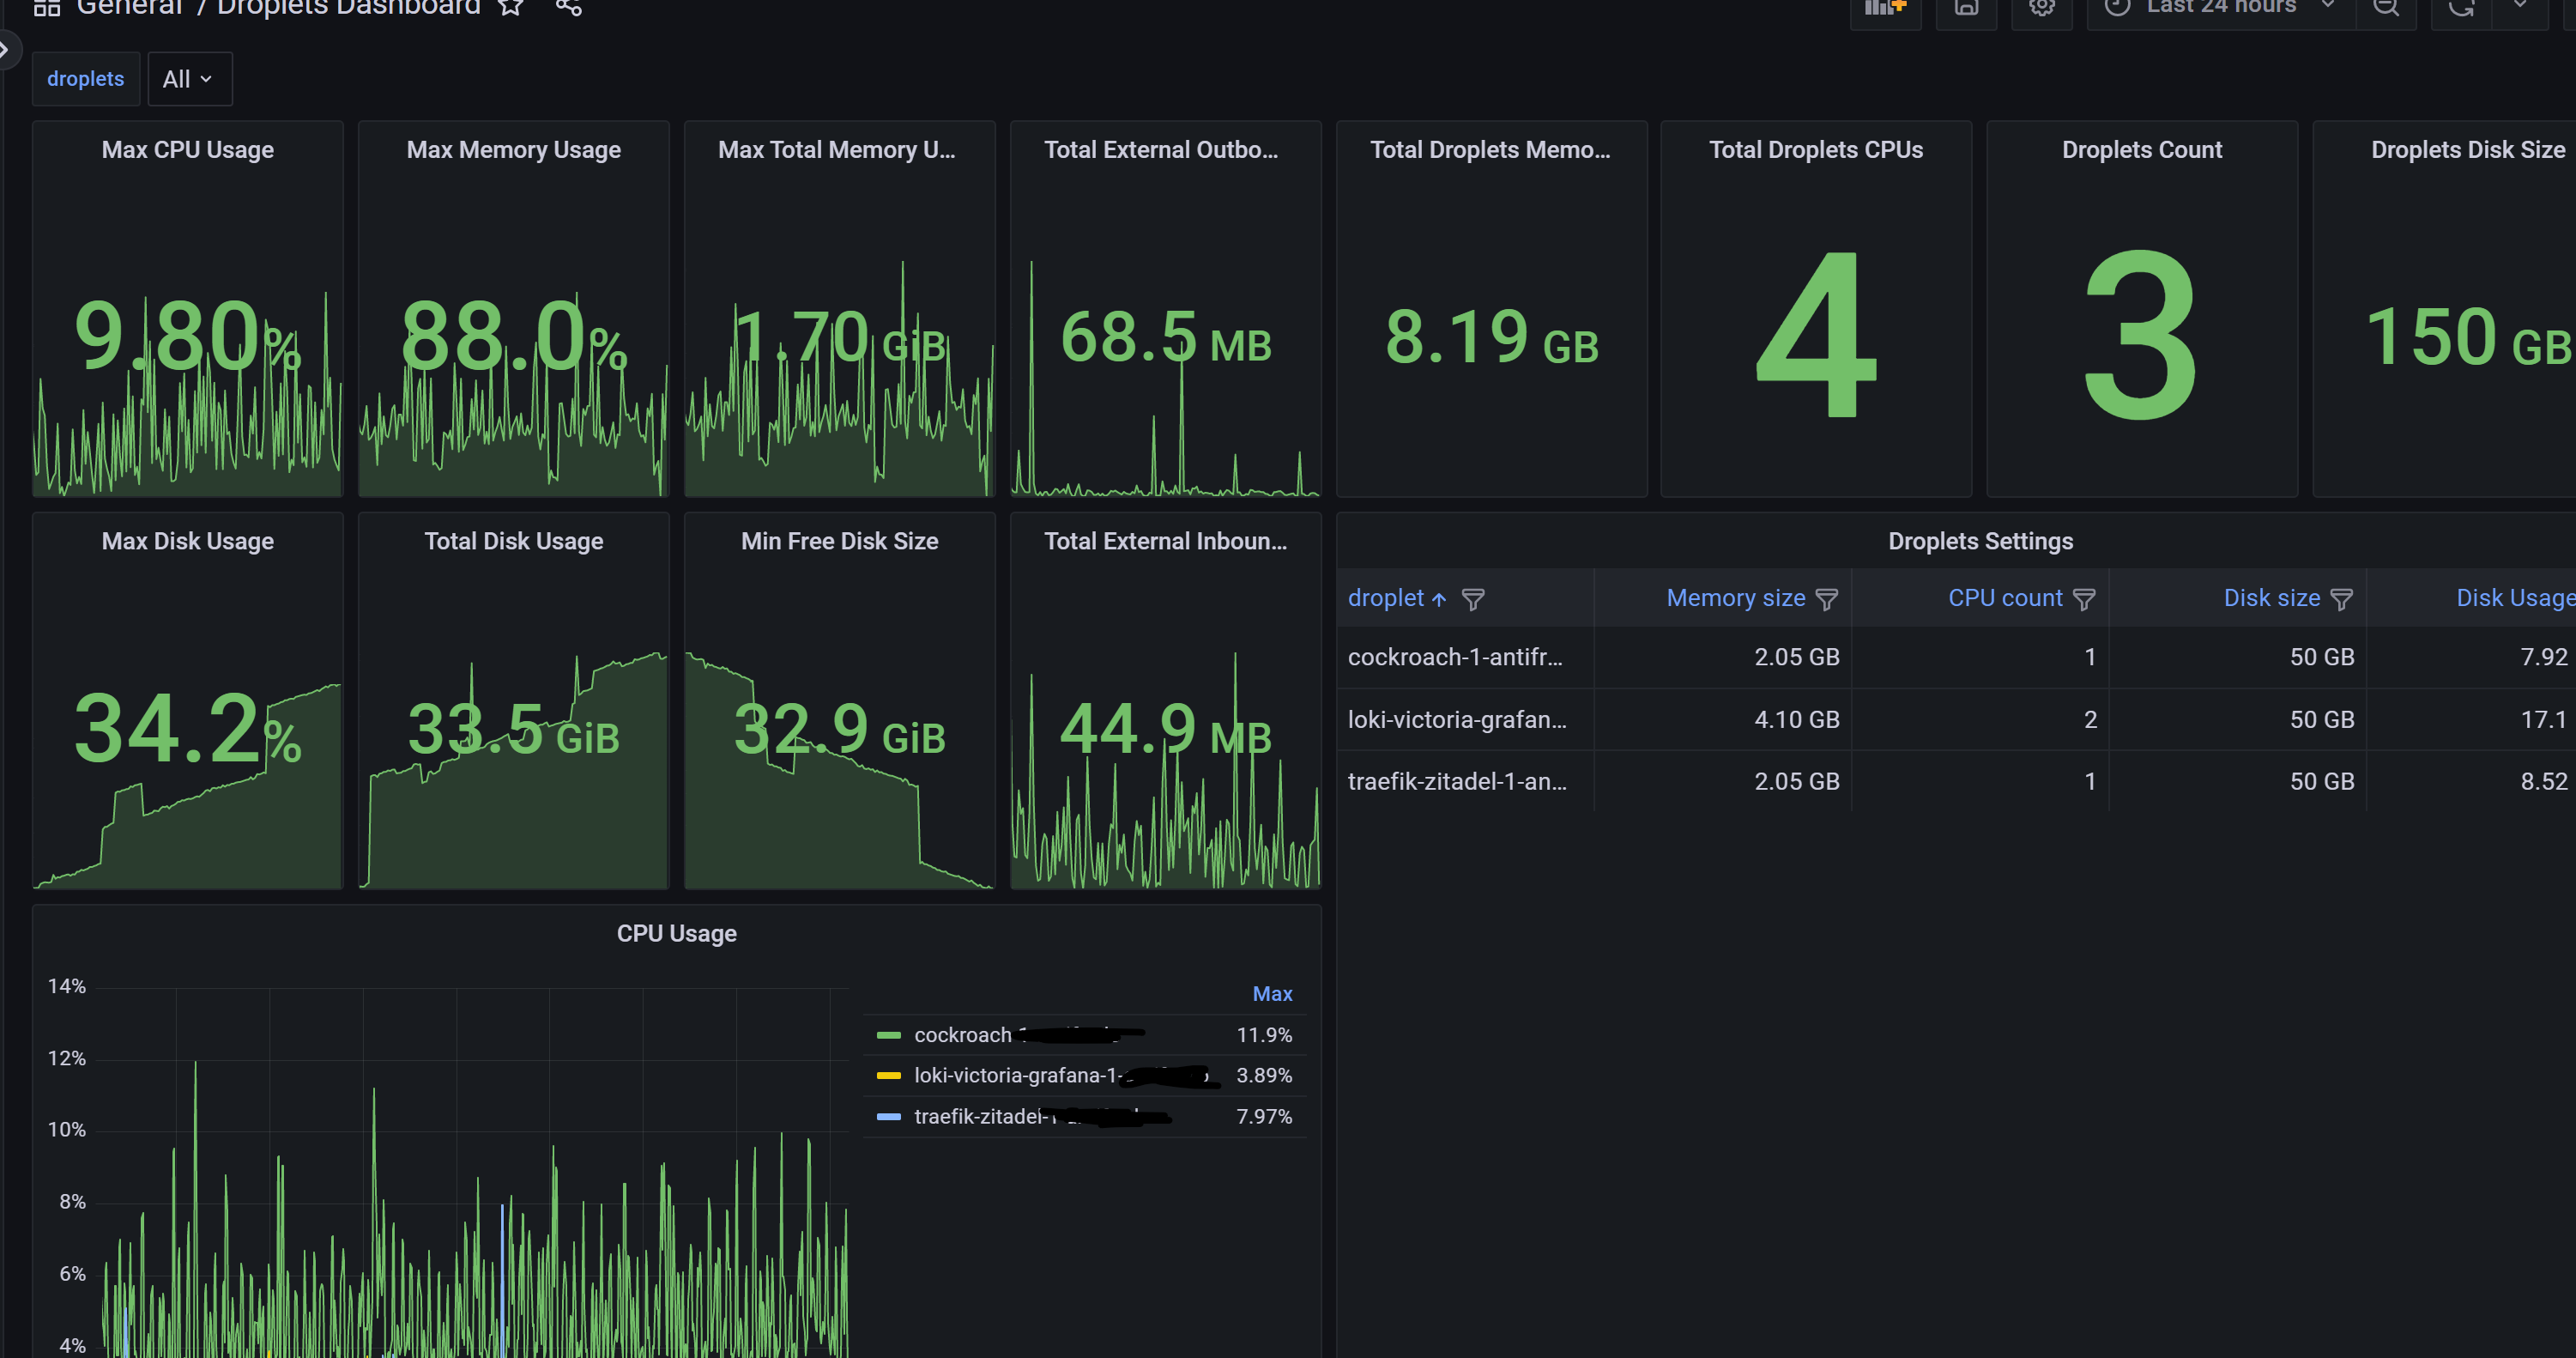 General / Droplets Dashboard
Last 24 hours
droplets All
Max CPU Usage
9.80%
Max Memory Usage
88.0%
Max Total Memory U...
1.70 GiB
Total External Outbo...
68.5 MB
Total Droplets Memo...
8.19 GB
Total Droplets CPUs
4
Droplets Count
3
Droplets Disk Size
150 GB
Max Disk Usage
34.2%
Total Disk Usage
33.5 GiB
Min Free Disk Size
32.9 GiB
Total External Inboun...
44.9 MB
Droplets Settings
droplet Memory size CPU count Disk size Disk Usage
cockroach-1-antifr... 2.05 GB 1 50 GB 7.92
loki-victoria-grafan... 4.10 GB 2 50 GB 17.1
traefik-zitadel-1-an... 2.05 GB 1 50 GB 8.52
CPU Usage
14%
12%
10%
8%
6%
4%
Max
cockroach 11.9%
loki-victoria-grafana-1- 3.89%
traefik-zitadel- 7.97%